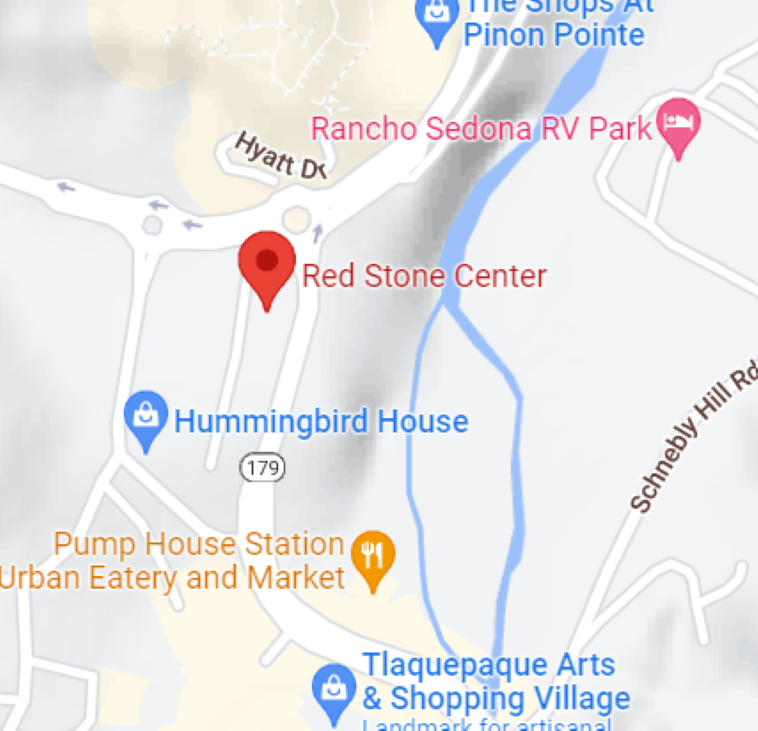 The Shops At
Pinon Pointe
Rancho Sedona RV Park
Hyatt Dr
Red Stone Center
Schnebly Hill Rd
Hummingbird House
179
Pump House Station
Urban Eatery and Market
Tlaquepaque Arts
& Shopping Village
Landmark for artisanal